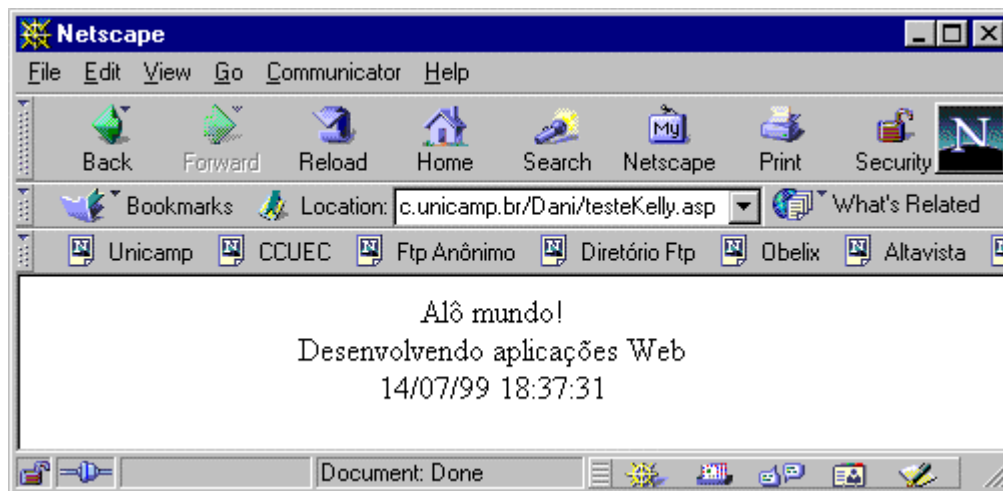 Netscape
File Edit View Go Communicator Help
Back Forward Reload Home Search Netscape Print Security
My
N
Bookmarks Location: c.unicamp.br/Dani/testeKelly.asp What's Related
Unicamp CCUEC Ftp Anônimo Diretório Ftp Obelix Altavista
Alô mundo!
Desenvolvendo aplicações Web
14/07/99 18:37:31
Document: Done